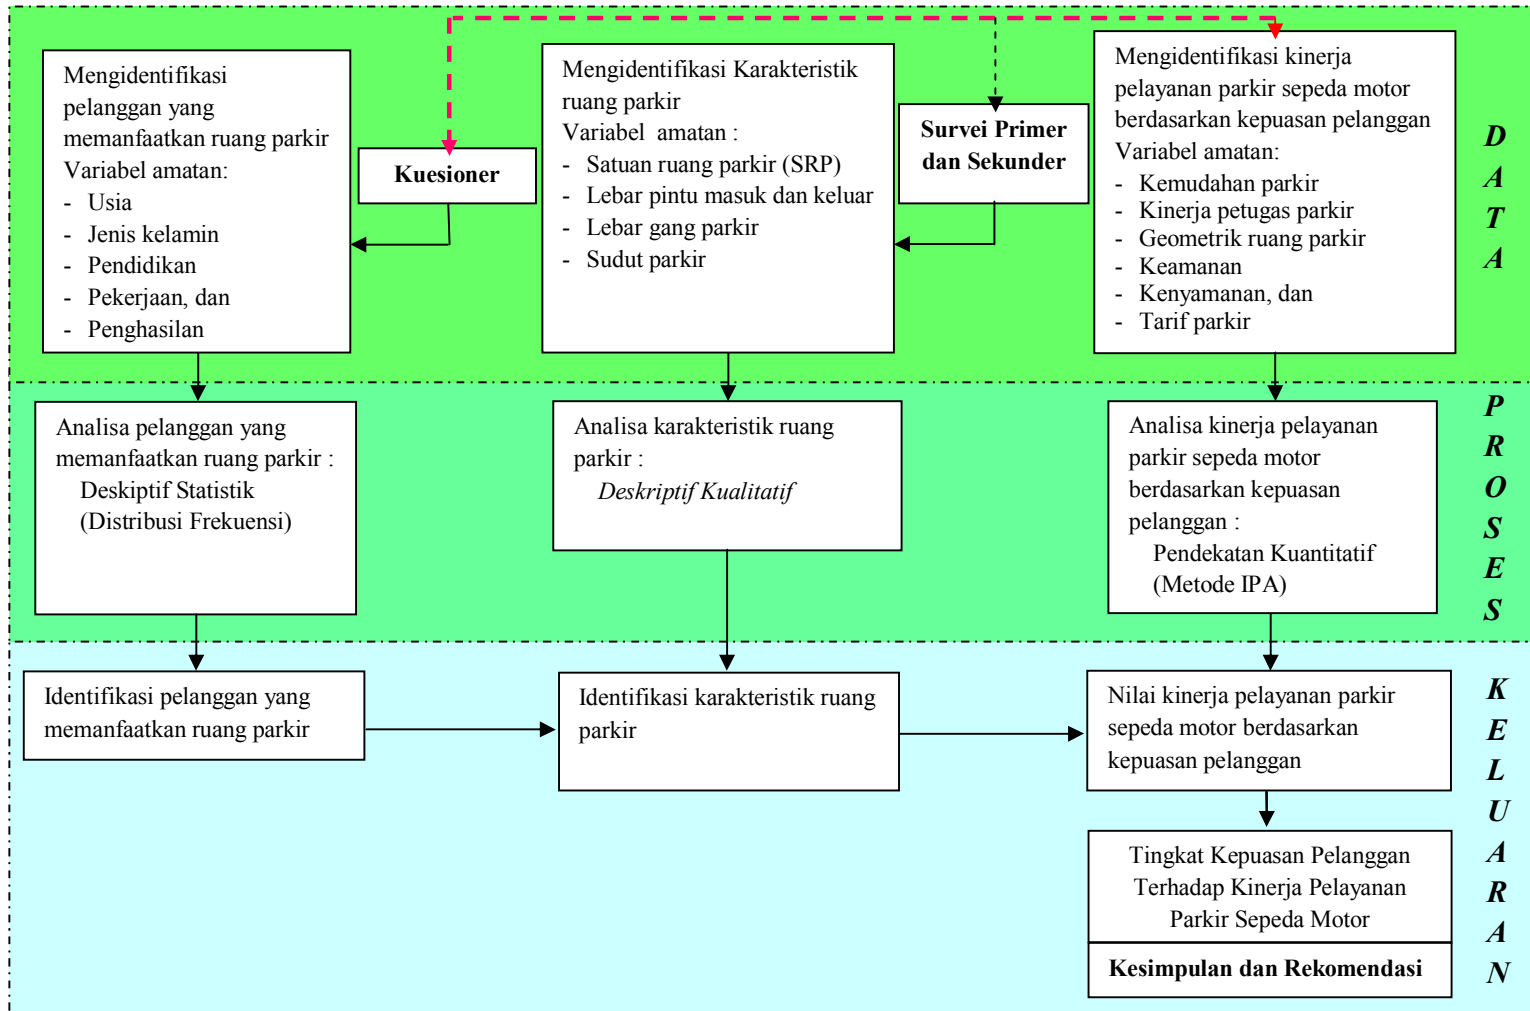 Mengidentifikasi
pelanggan yang
memanfaatkan ruang parkir
Variabel amatan:
- Usia
- Jenis kelamin
- Pendidikan
- Pekerjaan, dan
- Penghasilan
Kuesioner
Mengidentifikasi Karakteristik
ruang parkir
Variabel amatan :
- Satuan ruang parkir (SRP)
- Lebar pintu masuk dan keluar
- Lebar gang parkir
- Sudut parkir
Survei Primer
dan Sekunder
Mengidentifikasi kinerja
pelayanan parkir sepeda motor
berdasarkan kepuasan pelanggan
Variabel amatan:
- Kemudahan parkir
- Kinerja petugas parkir
- Geometrik ruang parkir
- Keamanan
- Kenyamanan, dan
- Tarif parkir
D
A
T
A
Analisa pelanggan yang
memanfaatkan ruang parkir :
Deskiptif Statistik
(Distribusi Frekuensi)
Analisa karakteristik ruang
parkir :
Deskriptif Kualitatif
Analisa kinerja pelayanan
parkir sepeda motor
berdasarkan kepuasan
pelanggan :
Pendekatan Kuantitatif
(Metode IPA)
P
R
O
S
E
S
Identifikasi pelanggan yang
memanfaatkan ruang parkir
Identifikasi karakteristik ruang
parkir
Nilai kinerja pelayanan parkir
sepeda motor berdasarkan
kepuasan pelanggan
Tingkat Kepuasan Pelanggan
Terhadap Kinerja Pelayanan
Parkir Sepeda Motor
Kesimpulan dan Rekomendasi
K
E
L
U
A
R
A
N